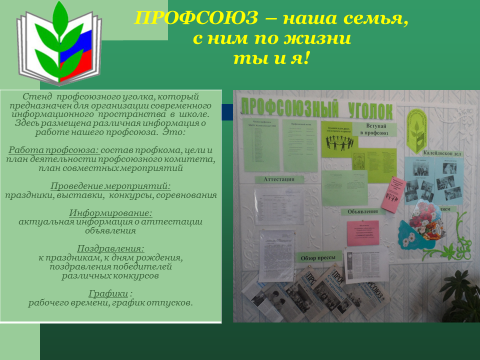 ПРОФСОЮЗ – наша семья,
с ним по жизни
ты и я!
Стенд профсоюзного уголка, который
предназначен для организации современного
информационного пространства в школе.
Здесь размещена различная информация о
работе нашего профсоюза. Это:
Работа профсоюза: состав профкома, цели и
план деятельности профсоюзного комитета,
план совместных мероприятий
Проведение мероприятий:
праздники, выставки, конкурсы, соревнования
Информирование:
актуальная информация о аттестации
объявления
Поздравления:
к праздникам, к дням рождения,
поздравления победителей
различных конкурсов
Графики :
рабочего времени, график отпусков.
ПРОФСОЮЗНЫЙ УГОЛОК
Вступай
в профсоюз
Аттестация
Объявление
Обзор прессы